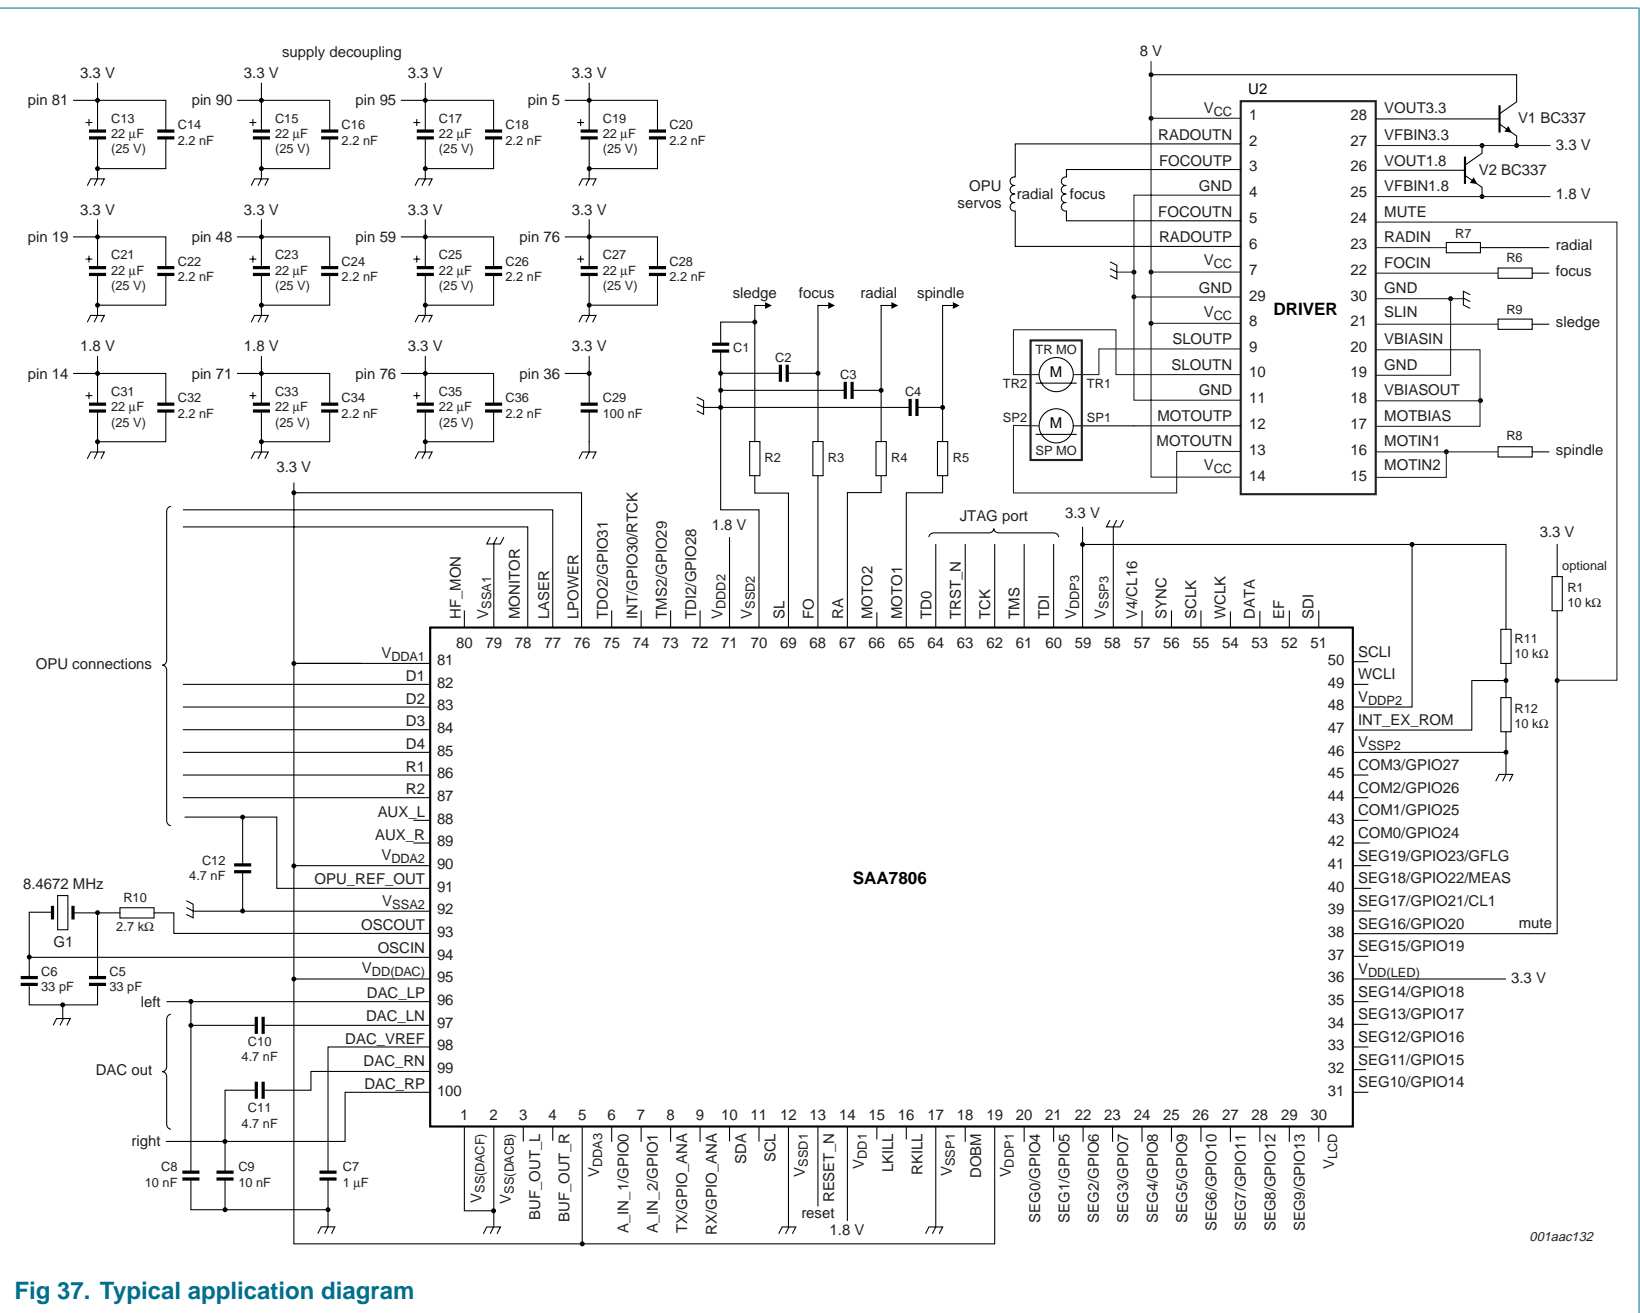 supply decoupling
3.3 V 3.3 V 3.3 V 3.3 V
pin 81 pin 90 pin 95 pin 5
+ C13 22 µF (25 V) C14 2.2 nF
+ C15 22 µF (25 V) C16 2.2 nF
+ C17 22 µF (25 V) C18 2.2 nF
+ C19 22 µF (25 V) C20 2.2 nF
3.3 V 3.3 V 3.3 V 3.3 V
pin 19 pin 48 pin 59 pin 76
+ C21 22 µF (25 V) C22 2.2 nF
+ C23 22 µF (25 V) C24 2.2 nF
+ C25 22 µF (25 V) C26 2.2 nF
+ C27 22 µF (25 V) C28 2.2 nF
1.8 V 1.8 V 3.3 V 3.3 V
pin 14 pin 71 pin 76 pin 36
+ C31 22 µF (25 V) C32 2.2 nF
+ C33 22 µF (25 V) C34 2.2 nF
+ C35 22 µF (25 V) C36 2.2 nF
C29 100 nF
8 V
U2
DRIVER
VCC 1
RADOUTN 2
FOCOUTP 3
GND 4
FOCOUTN 5
RADOUTP 6
VCC 7
GND 29
VCC 8
SLOUTP 9
SLOUTN 10
GND 11
MOTOUTP 12
MOTOUTN 13
VCC 14
28 VOUT3.3
27 VFBIN3.3
26 VOUT1.8
25 VFBIN1.8
24 MUTE
23 RADIN R7 radial
22 FOCIN R6 focus
30 GND
21 SLIN R9 sledge
20 VBIASIN
19 GND
18 VBIASOUT
17 MOTBIAS
16 MOTIN1 R8 spindle
15 MOTIN2
V1 BC337
3.3 V
V2 BC337
1.8 V
OPU servos radial focus
TR MO
M
TR2 TR1
SP2 SP1
M
SP MO
sledge focus radial spindle
C1
C2
C3
C4
R2 R3 R4 R5
3.3 V
1.8 V
JTAG port
3.3 V
3.3 V
optional
R1
10 kΩ
R11
10 kΩ
R12
10 kΩ
HF_MON 80
VSSA1 79
MONITOR 78
LASER 77
LPOWER 76
TDO2/GPIO31 75
INT/GPIO30/RTCK 74
TMS2/GPIO29 73
TDI2/GPIO28 72
VDDD2 71
VSSD2 70
SL 69
FO 68
RA 67
MOTO2 66
MOTO1 65
TD0 64
TRST_N 63
TCK 62
TMS 61
TDI 60
VDDP3 59
VSSP3 58
V4/CL16 57
SYNC 56
SCLK 55
WCLK 54
DATA 53
EF 52
SDI 51
OPU connections
VDDA1 81
D1 82
D2 83
D3 84
D4 85
R1 86
R2 87
AUX_L 88
AUX_R 89
VDDA2 90
OPU_REF_OUT 91
VSSA2 92
OSCOUT 93
OSCIN 94
VDD(DAC) 95
DAC_LP 96
DAC_LN 97
DAC_VREF 98
DAC_RN 99
DAC_RP 100
C12
4.7 nF
8.4672 MHz
G1
R10
2.7 kΩ
C6
33 pF
C5
33 pF
left
C10
4.7 nF
DAC out
C11
4.7 nF
right
C8
10 nF
C9
10 nF
C7
1 µF
SAA7806
50 SCLI
49 WCLI
48 VDDP2
47 INT_EX_ROM
46 VSSP2
45 COM3/GPIO27
44 COM2/GPIO26
43 COM1/GPIO25
42 COM0/GPIO24
41 SEG19/GPIO23/GFLG
40 SEG18/GPIO22/MEAS
39 SEG17/GPIO21/CL1
38 SEG16/GPIO20 mute
37 SEG15/GPIO19
36 VDD(LED) 3.3 V
35 SEG14/GPIO18
34 SEG13/GPIO17
33 SEG12/GPIO16
32 SEG11/GPIO15
31 SEG10/GPIO14
1 VSS(DACF)
2 VSS(DACB)
3 BUF_OUT_L
4 BUF_OUT_R
5 VDDA3
6 A_IN_1/GPIO0
7 A_IN_2/GPIO1
8 TX/GPIO_ANA
9 RX/GPIO_ANA
10 SDA
11 SCL
12 VSSD1
13 RESET_N
14 VDD1
15 LKILL
16 RKILL
17 VSSP1
18 DOBM
19 VDDP1
20 SEG0/GPIO4
21 SEG1/GPIO5
22 SEG2/GPIO6
23 SEG3/GPIO7
24 SEG4/GPIO8
25 SEG5/GPIO9
26 SEG6/GPIO10
27 SEG7/GPIO11
28 SEG8/GPIO12
29 SEG9/GPIO13
30 VLCD
reset
1.8 V
001aac132
Fig 37. Typical application diagram